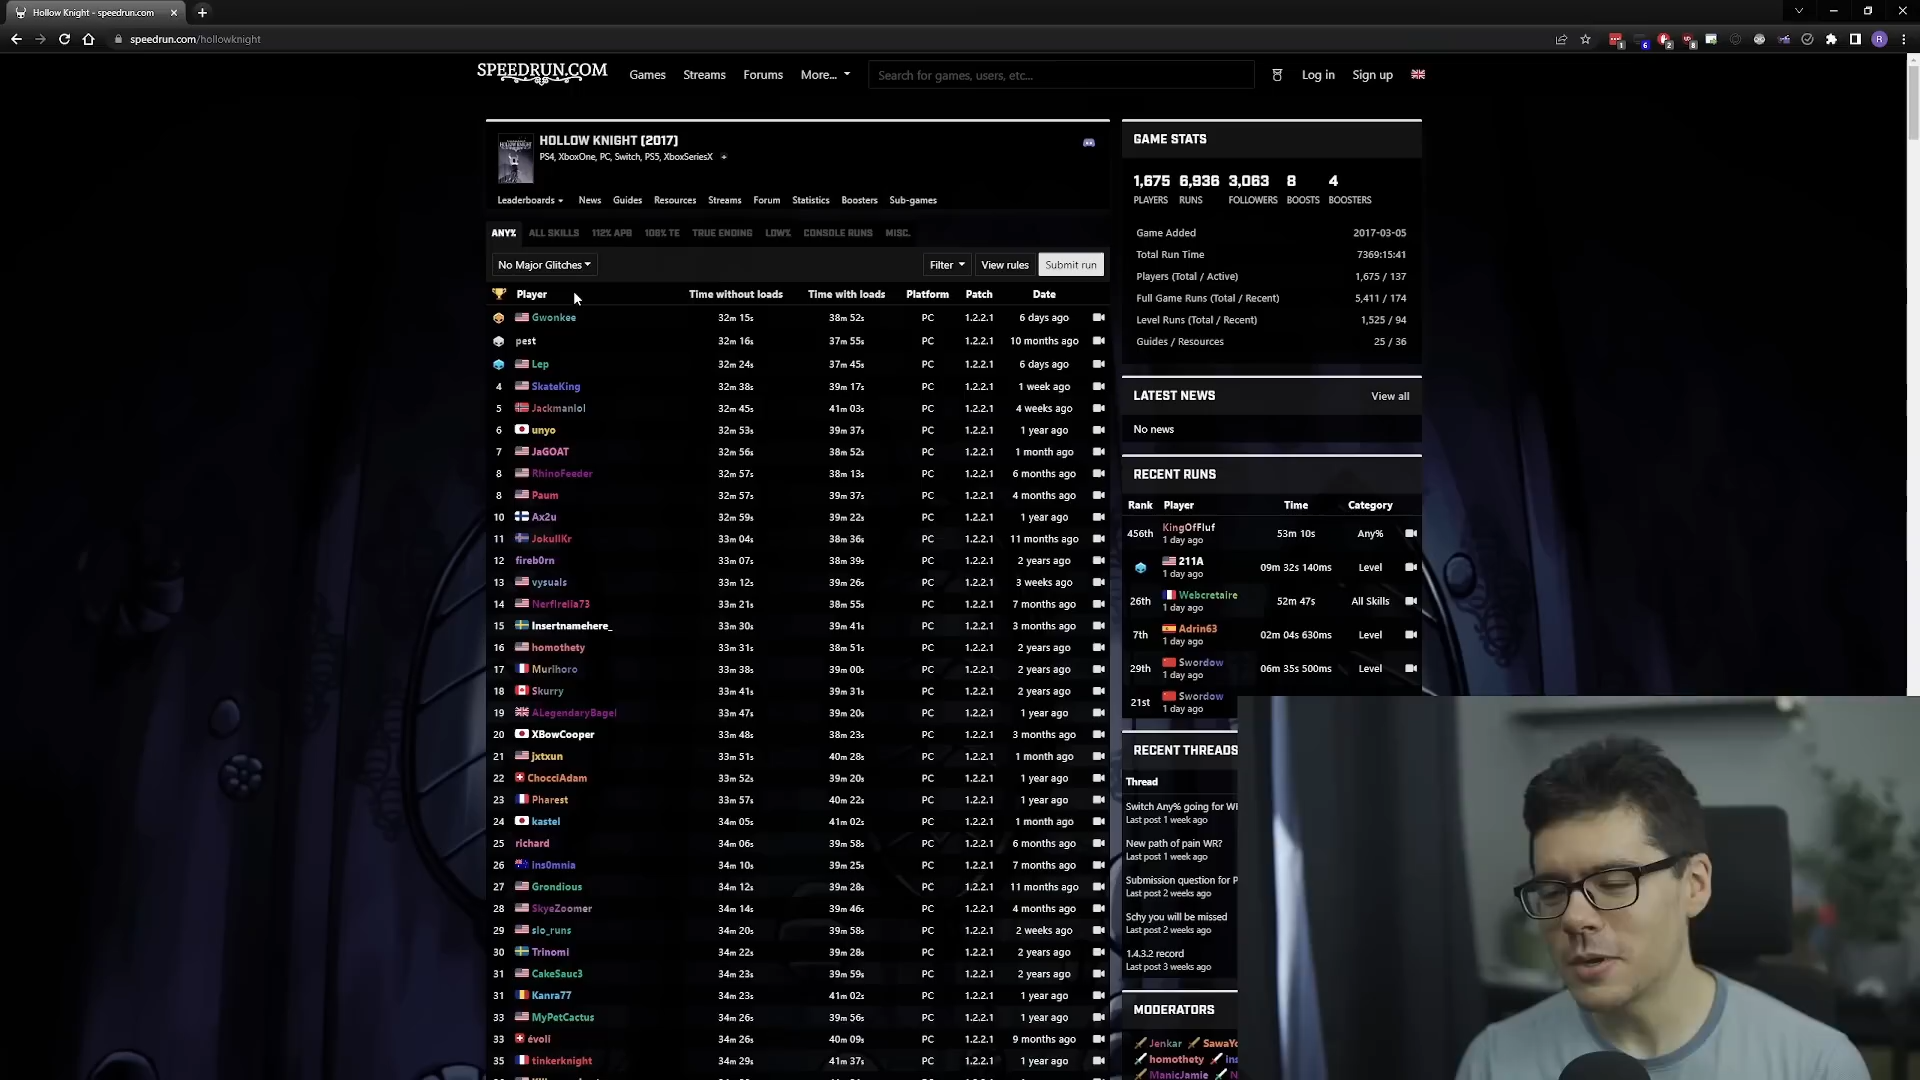 Hollow Knight - speedrun.com
speedrun.com/hollowknight
SPEEDRUN.COM Games Streams Forums More... Search for games, users, etc... Log in Sign up
HOLLOW KNIGHT (2017)
PS4, XboxOne, PC, Switch, PS5, XboxSeriesX +
Leaderboards News Guides Resources Streams Forum Statistics Boosters Sub-games
ANY% ALL SKILLS 112% APB 106% TE TRUE ENDING LOW% CONSOLE RUNS MISC.
No Major Glitches Filter View rules Submit run
Player Time without loads Time with loads Platform Patch Date
Gwonkee 32m 15s 38m 52s PC 1.2.2.1 6 days ago
pest 32m 16s 37m 55s PC 1.2.2.1 10 months ago
Lep 32m 24s 37m 45s PC 1.2.2.1 6 days ago
4 SkateKing 32m 38s 39m 17s PC 1.2.2.1 1 week ago
5 Jackmanlol 32m 45s 41m 03s PC 1.2.2.1 4 weeks ago
6 unyo 32m 53s 39m 37s PC 1.2.2.1 1 year ago
7 JaGOAT 32m 56s 38m 52s PC 1.2.2.1 1 month ago
8 RhinoFeeder 32m 57s 38m 13s PC 1.2.2.1 6 months ago
8 Paum 32m 57s 39m 37s PC 1.2.2.1 4 months ago
10 Ax2u 32m 59s 39m 22s PC 1.2.2.1 1 year ago
11 JokullKr 33m 04s 38m 36s PC 1.2.2.1 11 months ago
12 fireb0rn 33m 07s 38m 39s PC 1.2.2.1 2 years ago
13 vysuals 33m 12s 39m 26s PC 1.2.2.1 3 weeks ago
14 Nerfirelia73 33m 21s 38m 55s PC 1.2.2.1 7 months ago
15 Insertnamehere_ 33m 30s 39m 41s PC 1.2.2.1 3 months ago
16 homothety 33m 31s 38m 51s PC 1.2.2.1 2 years ago
17 Murlhoro 33m 38s 39m 00s PC 1.2.2.1 2 years ago
18 Skurry 33m 41s 39m 31s PC 1.2.2.1 2 years ago
19 ALegendaryBagel 33m 47s 39m 20s PC 1.2.2.1 1 year ago
20 XBowCooper 33m 48s 38m 23s PC 1.2.2.1 3 months ago
21 jxtxun 33m 51s 40m 28s PC 1.2.2.1 1 month ago
22 ChocciAdam 33m 52s 39m 20s PC 1.2.2.1 1 year ago
23 Pharest 33m 57s 40m 22s PC 1.2.2.1 1 year ago
24 kastel 34m 05s 41m 02s PC 1.2.2.1 1 month ago
25 richard 34m 06s 39m 58s PC 1.2.2.1 6 months ago
26 ins0mnia 34m 10s 39m 25s PC 1.2.2.1 7 months ago
27 Grondious 34m 12s 39m 28s PC 1.2.2.1 11 months ago
28 SkyeZoomer 34m 14s 39m 46s PC 1.2.2.1 4 months ago
29 slo_runs 34m 20s 39m 58s PC 1.2.2.1 2 weeks ago
30 Trinomi 34m 22s 39m 28s PC 1.2.2.1 2 years ago
31 CakeSauc3 34m 23s 39m 59s PC 1.2.2.1 2 years ago
31 Kanra77 34m 23s 41m 02s PC 1.2.2.1 1 year ago
33 MyPetCactus 34m 26s 39m 56s PC 1.2.2.1 1 year ago
33 évoli 34m 26s 40m 09s PC 1.2.2.1 9 months ago
35 tinkerknight 34m 29s 41m 37s PC 1.2.2.1 1 year ago
GAME STATS
1,675 6,936 3,063 8 4
PLAYERS RUNS FOLLOWERS BOOSTS BOOSTERS
Game Added 2017-03-05
Total Run Time 7369:15:41
Players (Total / Active) 1,675 / 137
Full Game Runs (Total / Recent) 5,411 / 174
Level Runs (Total / Recent) 1,525 / 94
Guides / Resources 25 / 36
LATEST NEWS View all
No news
RECENT RUNS
Rank Player Time Category
456th KingOfFluf 53m 10s Any%
1 day ago
211A 09m 32s 140ms Level
1 day ago
26th Webcretaire 52m 47s All Skills
1 day ago
7th Adrin63 02m 04s 630ms Level
1 day ago
29th Swordow 06m 35s 500ms Level
1 day ago
21st Swordow
1 day ago
RECENT THREADS
Thread
Switch Any% going for
Last post 1 week ago
New path of pain WR?
Last post 1 week ago
Submission question for
Last post 2 weeks ago
Schy you will be missed
Last post 2 weeks ago
1.4.3.2 record
Last post 3 weeks ago
MODERATORS
Jenkar
homothety
ManicJamie